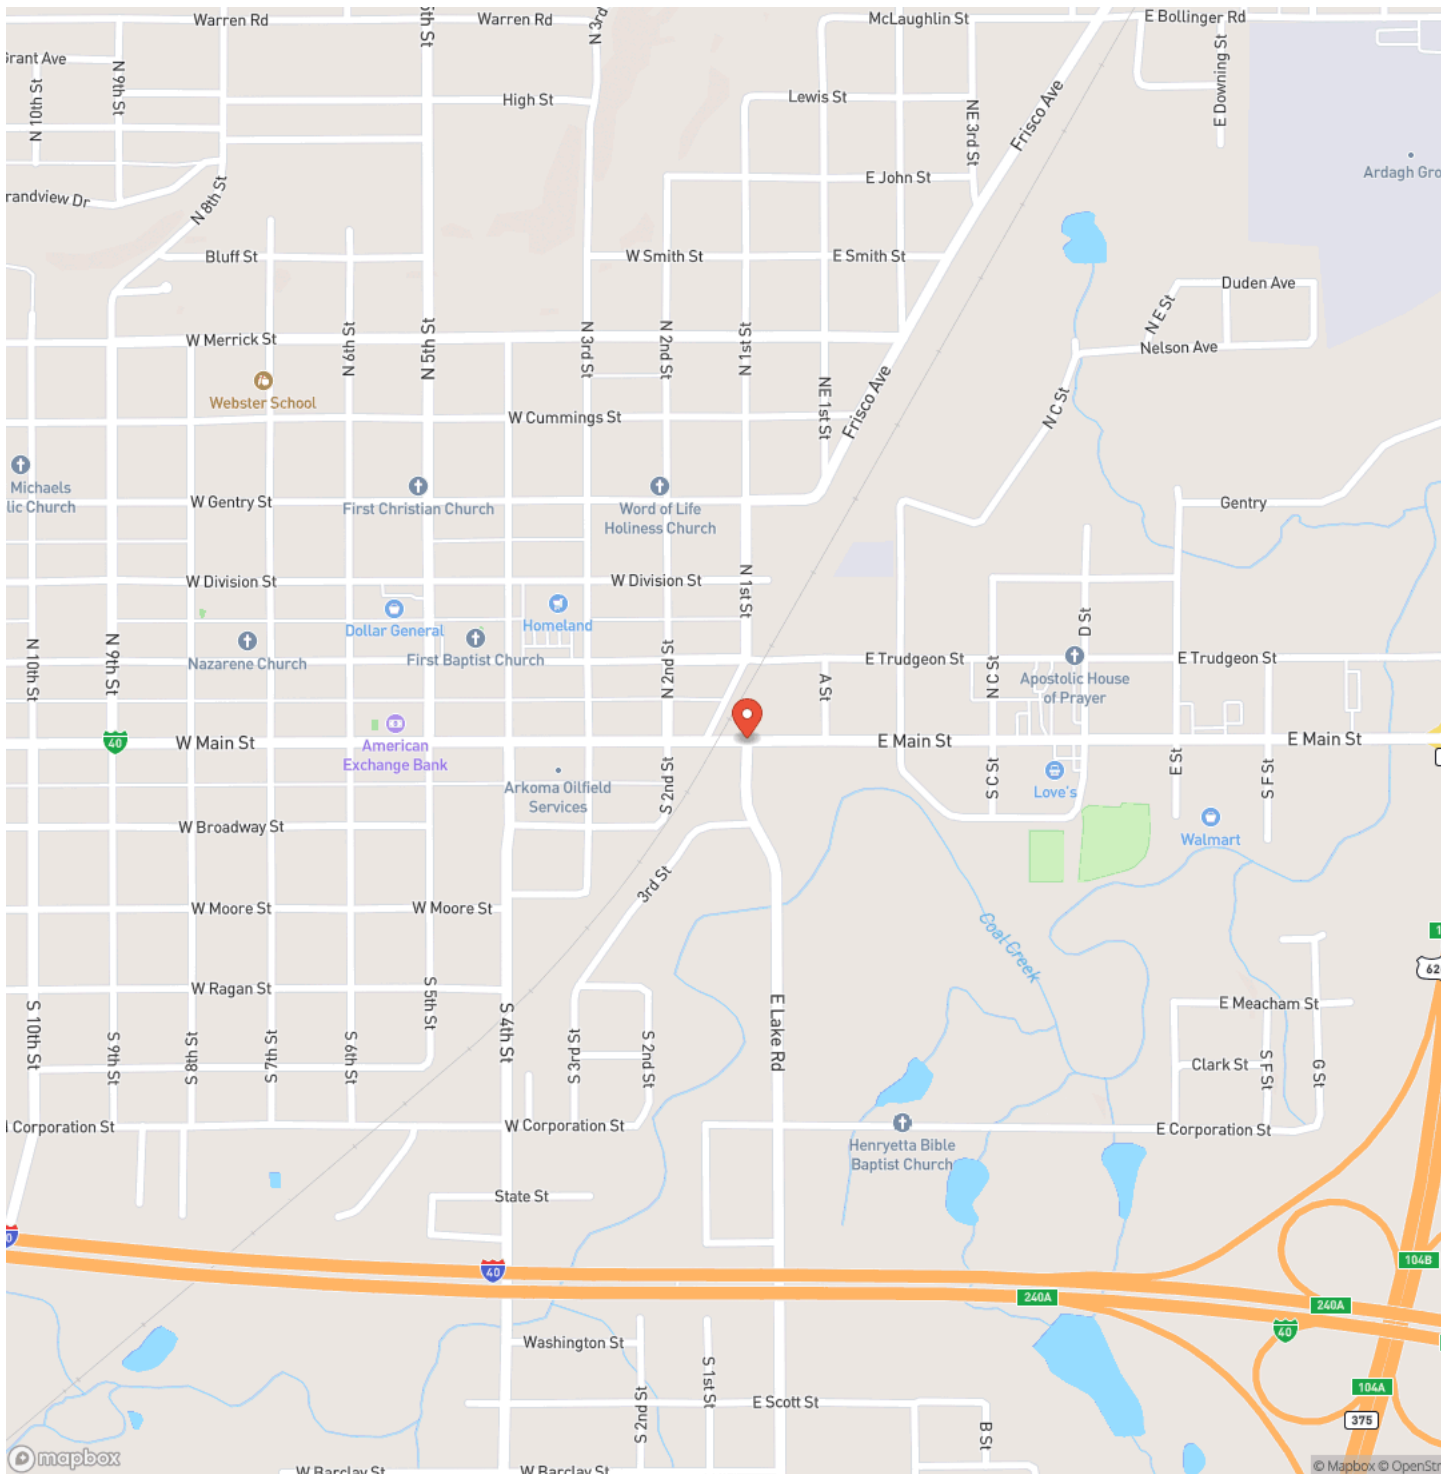 Warren Rd
Warren Rd
McLaughlin St
E Bollinger Rd
5th St
N 3rd
Grant Ave
N 9th St
N 10th St
High St
Lewis St
NE 3rd St
Frisco Ave
E Downing St
Ardagh Gro
randview Dr
N 8th St
E John St
Bluff St
W Smith St
E Smith St
Duden Ave
N E St
Nelson Ave
W Merrick St
N 6th St
N 5th St
N 3rd St
N 2nd St
N 1st St
NE 1st St
Frisco Ave
N C St
Webster School
W Cummings St
Michaels
lic Church
W Gentry St
First Christian Church
Word of Life
Holiness Church
Gentry
W Division St
W Division St
N 1st St
Dollar General
Homeland
D St
N 10th St
N 9th St
Nazarene Church
First Baptist Church
N 2nd St
E Trudgeon St
E Trudgeon St
A St
N C St
Apostolic House
of Prayer
40
W Main St
American
Exchange Bank
E Main St
E Main St
Arkoma Oilfield
Services
S 2nd St
S C St
Love's
E St
S F St
W Broadway St
Walmart
3rd St
W Moore St
W Moore St
Coal Creek
1
62
W Ragan St
S 10th St
S 9th St
S 8th St
S 7th St
S 6th St
S 5th St
S 4th St
S 3rd St
S 2nd St
E Lake Rd
E Meacham St
Clark St
S F St
G St
Corporation St
W Corporation St
Henryetta Bible
Baptist Church
E Corporation St
State St
0
40
104B
240A
240A
40
Washington St
S 2nd St
S 1st St
E Scott St
B St
104A
375
mapbox
W Barclay St
W Barclay St
© Mapbox © OpenStr